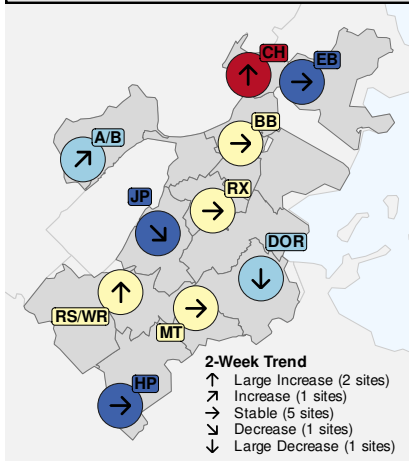 CH
EB
BB
A/B
JP
RX
DOR
RS/WR
MT
HP
2-Week Trend
↑ Large Increase (2 sites)
↗ Increase (1 sites)
→ Stable (5 sites)
↘ Decrease (1 sites)
↓ Large Decrease (1 sites)